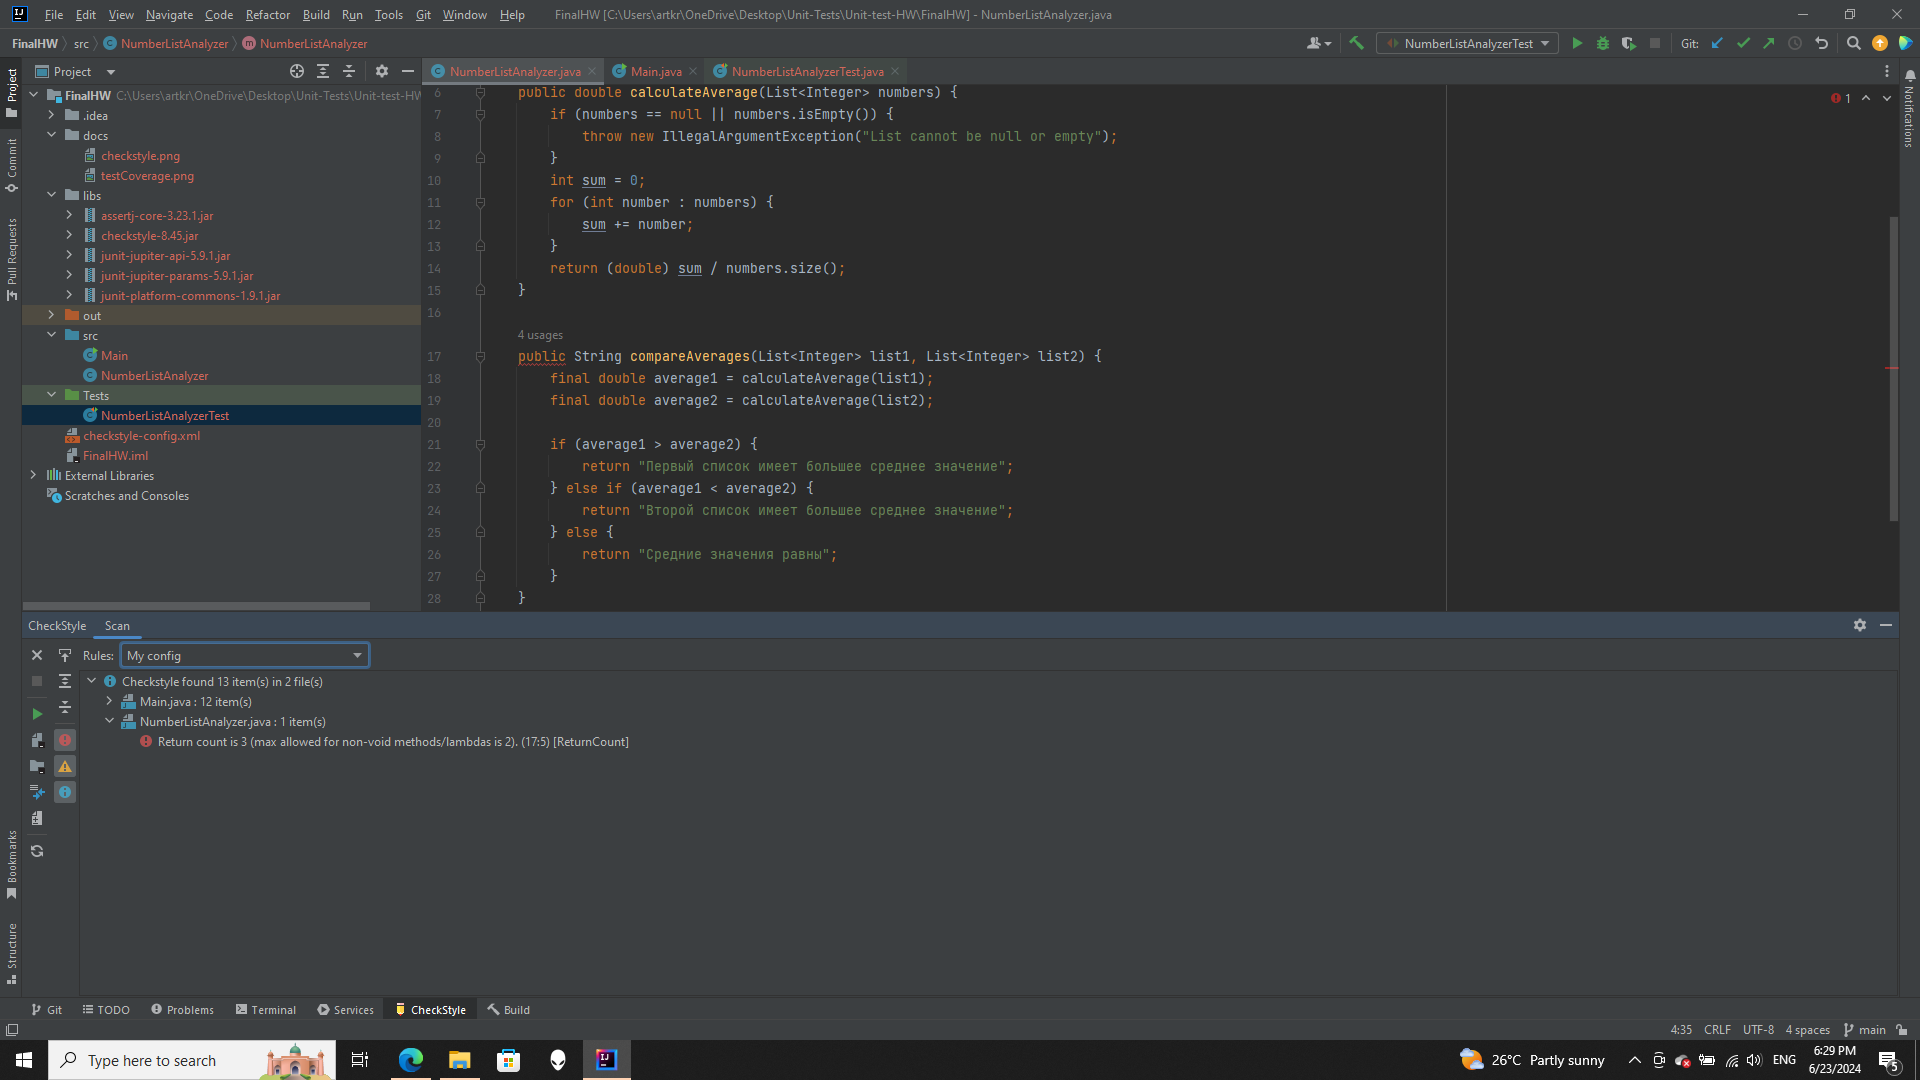 File Edit View Navigate Code Refactor Build Run Tools Git Window Help FinalHW [C:\Users\artkr\OneDrive\Desktop\Unit-Tests\Unit-test-HW\FinalHW] - NumberListAnalyzer.java
FinalHW src NumberListAnalyzer NumberListAnalyzer NumberListAnalyzerTest Git:
Project NumberListAnalyzer.java Main.java NumberListAnalyzerTest.java
Project
Commit
Pull Requests
Bookmarks
Structure
Notifications
FinalHW C:\Users\artkr\OneDrive\Desktop\Unit-Tests\Unit-test-HW
.idea
docs
checkstyle.png
testCoverage.png
libs
assertj-core-3.23.1.jar
checkstyle-8.45.jar
junit-jupiter-api-5.9.1.jar
junit-jupiter-params-5.9.1.jar
junit-platform-commons-1.9.1.jar
out
src
Main
NumberListAnalyzer
Tests
NumberListAnalyzerTest
checkstyle-config.xml
FinalHW.iml
External Libraries
Scratches and Consoles
1
6 public double calculateAverage(List<Integer> numbers) {
7 if (numbers == null || numbers.isEmpty()) {
8 throw new IllegalArgumentException("List cannot be null or empty");
9 }
10 int sum = 0;
11 for (int number : numbers) {
12 sum += number;
13 }
14 return (double) sum / numbers.size();
15 }
16
4 usages
17 public String compareAverages(List<Integer> list1, List<Integer> list2) {
18 final double average1 = calculateAverage(list1);
19 final double average2 = calculateAverage(list2);
20
21 if (average1 > average2) {
22 return "Первый список имеет большее среднее значение";
23 } else if (average1 < average2) {
24 return "Второй список имеет большее среднее значение";
25 } else {
26 return "Средние значения равны";
27 }
28 }
CheckStyle Scan
Rules: My config
Checkstyle found 13 item(s) in 2 file(s)
Main.java : 12 item(s)
NumberListAnalyzer.java : 1 item(s)
Return count is 3 (max allowed for non-void methods/lambdas is 2). (17:5) [ReturnCount]
Git TODO Problems Terminal Services CheckStyle Build
4:35 CRLF UTF-8 4 spaces main
Type here to search 26°C Partly sunny ENG 6:29 PM
6/23/2024 5